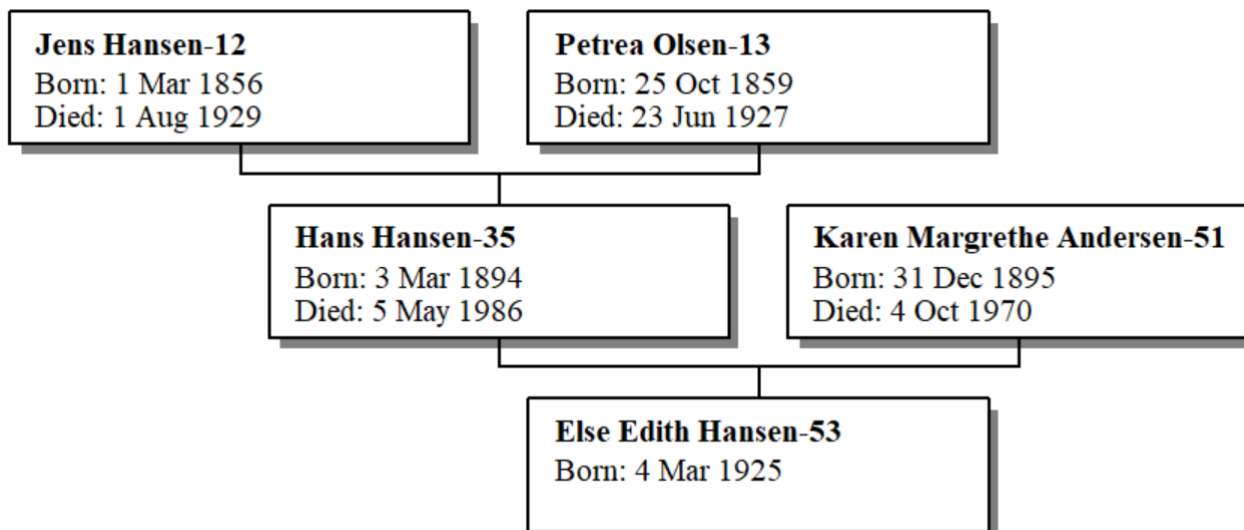 Jens Hansen-12
Born: 1 Mar 1856
Died: 1 Aug 1929
Petrea Olsen-13
Born: 25 Oct 1859
Died: 23 Jun 1927
Hans Hansen-35
Born: 3 Mar 1894
Died: 5 May 1986
Karen Margrethe Andersen-51
Born: 31 Dec 1895
Died: 4 Oct 1970
Else Edith Hansen-53
Born: 4 Mar 1925